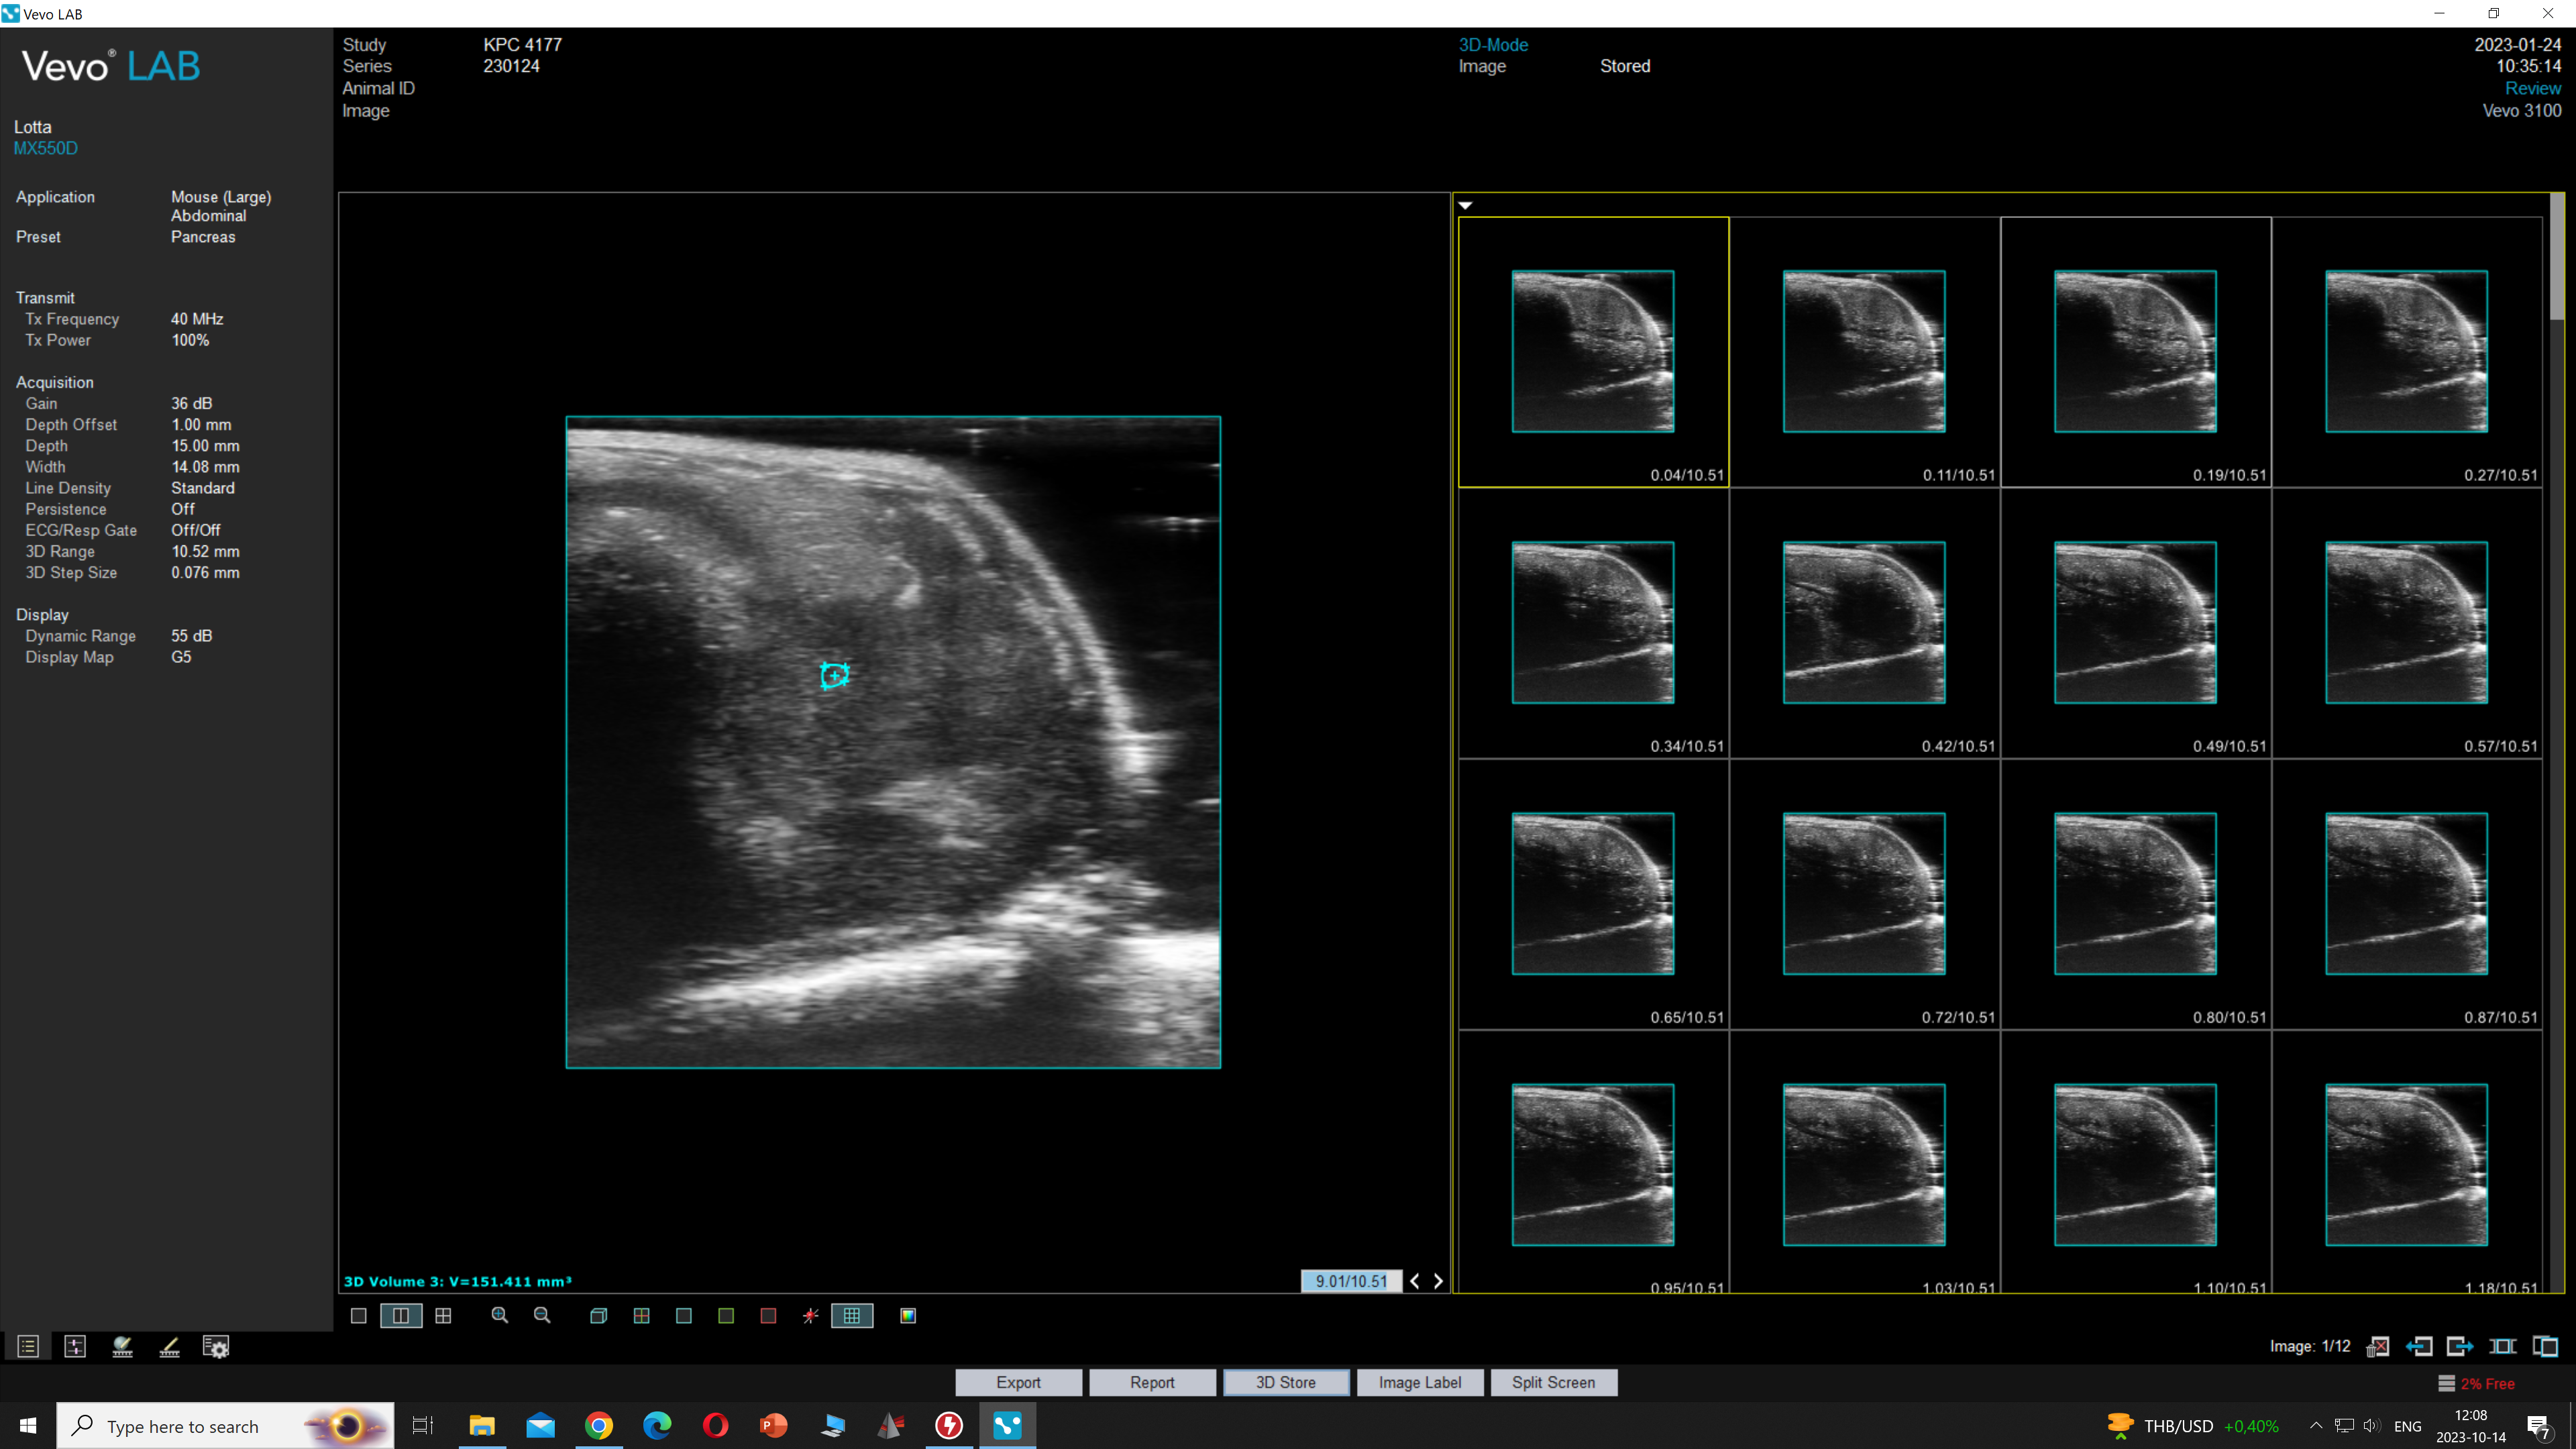 Vevo LAB
Vevo® LAB
Lotta
MX550D
Application Mouse (Large)
Abdominal
Preset Pancreas
Transmit
Tx Frequency 40 MHz
Tx Power 100%
Acquisition
Gain 36 dB
Depth Offset 1.00 mm
Depth 15.00 mm
Width 14.08 mm
Line Density Standard
Persistence Off
ECG/Resp Gate Off/Off
3D Range 10.52 mm
3D Step Size 0.076 mm
Display
Dynamic Range 55 dB
Display Map G5
Study KPC 4177
Series 230124
Animal ID
Image
3D-Mode
Image Stored
2023-01-24
10:35:14
Review
Vevo 3100
0.04/10.51 0.11/10.51 0.19/10.51 0.27/10.51
0.34/10.51 0.42/10.51 0.49/10.51 0.57/10.51
0.65/10.51 0.72/10.51 0.80/10.51 0.87/10.51
0.95/10.51 1.03/10.51 1.10/10.51 1.18/10.51
3D Volume 3: V=151.411 mm³
9.01/10.51
Image: 1/12
Export Report 3D Store Image Label Split Screen
2% Free
Type here to search
THB/USD +0,40%
ENG
12:08
2023-10-14
7